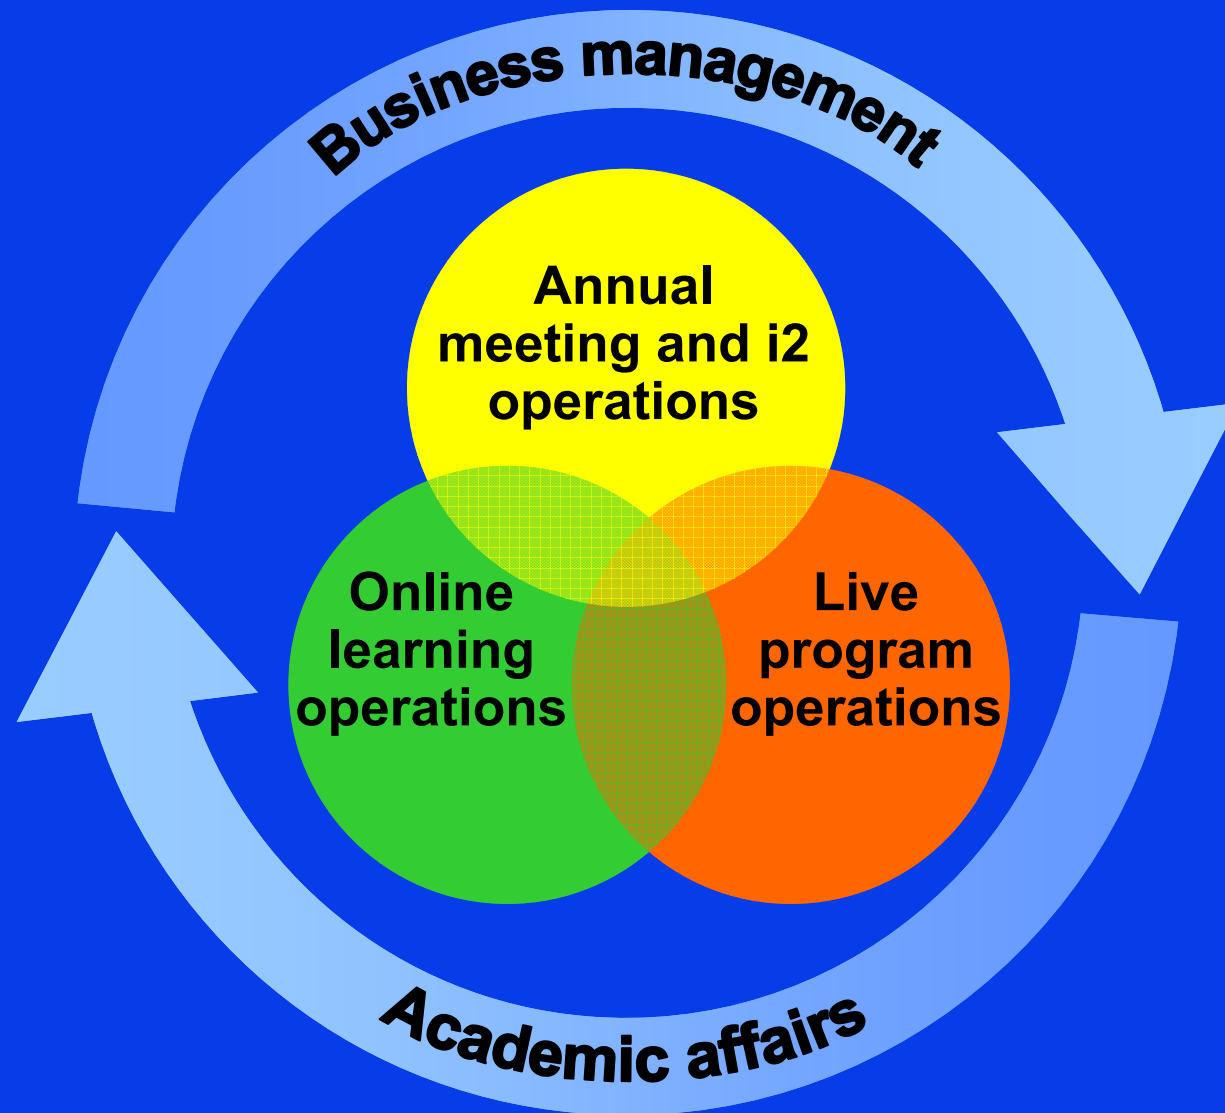 Business management
Annual
meeting and i2
operations
Online
learning
operations
Live
program
operations
Academic affairs